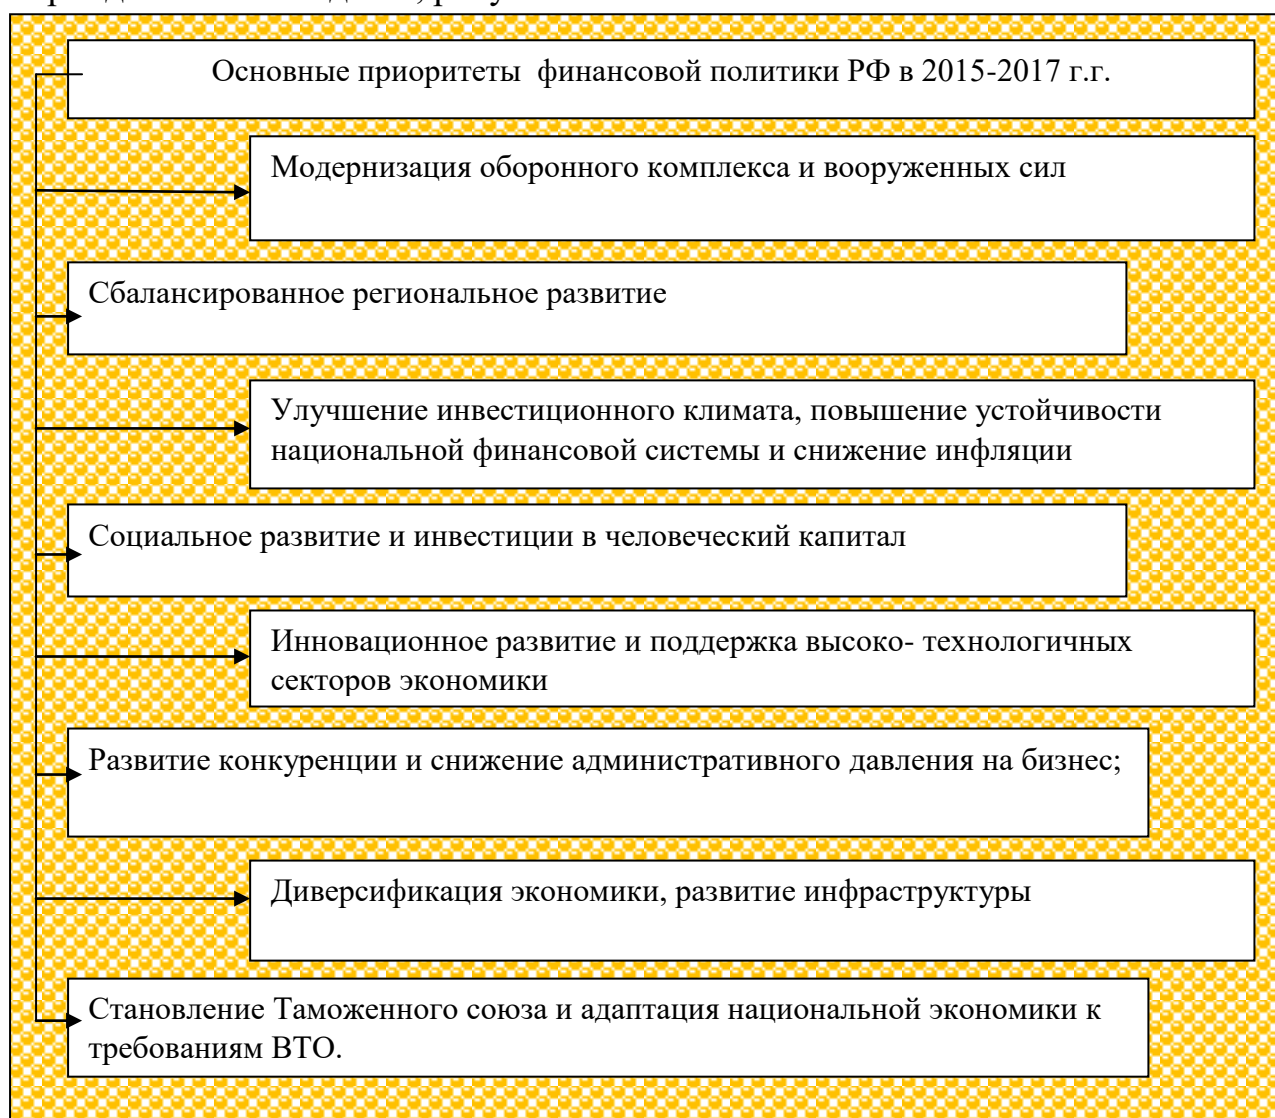 Основные приоритеты финансовой политики РФ в 2015-2017 г.г.
Модернизация оборонного комплекса и вооруженных сил
Сбалансированное региональное развитие
Улучшение инвестиционного климата, повышение устойчивости
национальной финансовой системы и снижение инфляции
Социальное развитие и инвестиции в человеческий капитал
Инновационное развитие и поддержка высоко- технологичных
секторов экономики
Развитие конкуренции и снижение административного давления на бизнес;
Диверсификация экономики, развитие инфраструктуры
Становление Таможенного союза и адаптация национальной экономики к
требованиям ВТО.